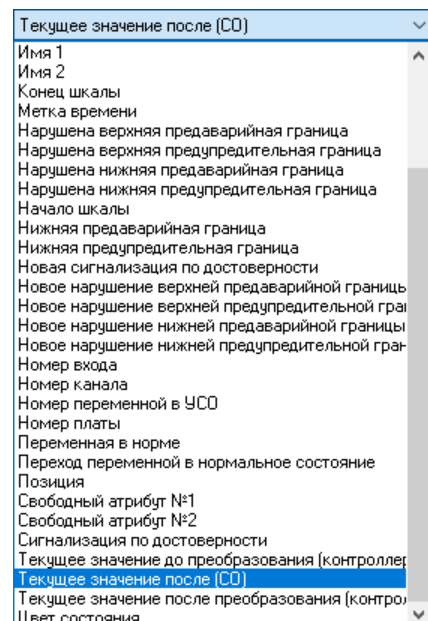 Текущее значение после (СО)
Имя 1
Имя 2
Конец шкалы
Метка времени
Нарушена верхняя предаварийная граница
Нарушена верхняя предупредительная граница
Нарушена нижняя предаварийная граница
Нарушена нижняя предупредительная граница
Начало шкалы
Нижняя предаварийная граница
Нижняя предупредительная граница
Новая сигнализация по достоверности
Новое нарушение верхней предаварийной границы
Новое нарушение верхней предупредительной гра
Новое нарушение нижней предаварийной границы
Новое нарушение нижней предупредительной гран
Номер входа
Номер канала
Номер переменной в УСО
Номер платы
Переменная в норме
Переход переменной в нормальное состояние
Позиция
Свободный атрибут №1
Свободный атрибут №2
Сигнализация по достоверности
Текущее значение до преобразования (контроллер
Текущее значение после (СО)
Текущее значение после преобразования (контрол
Цвет состояния